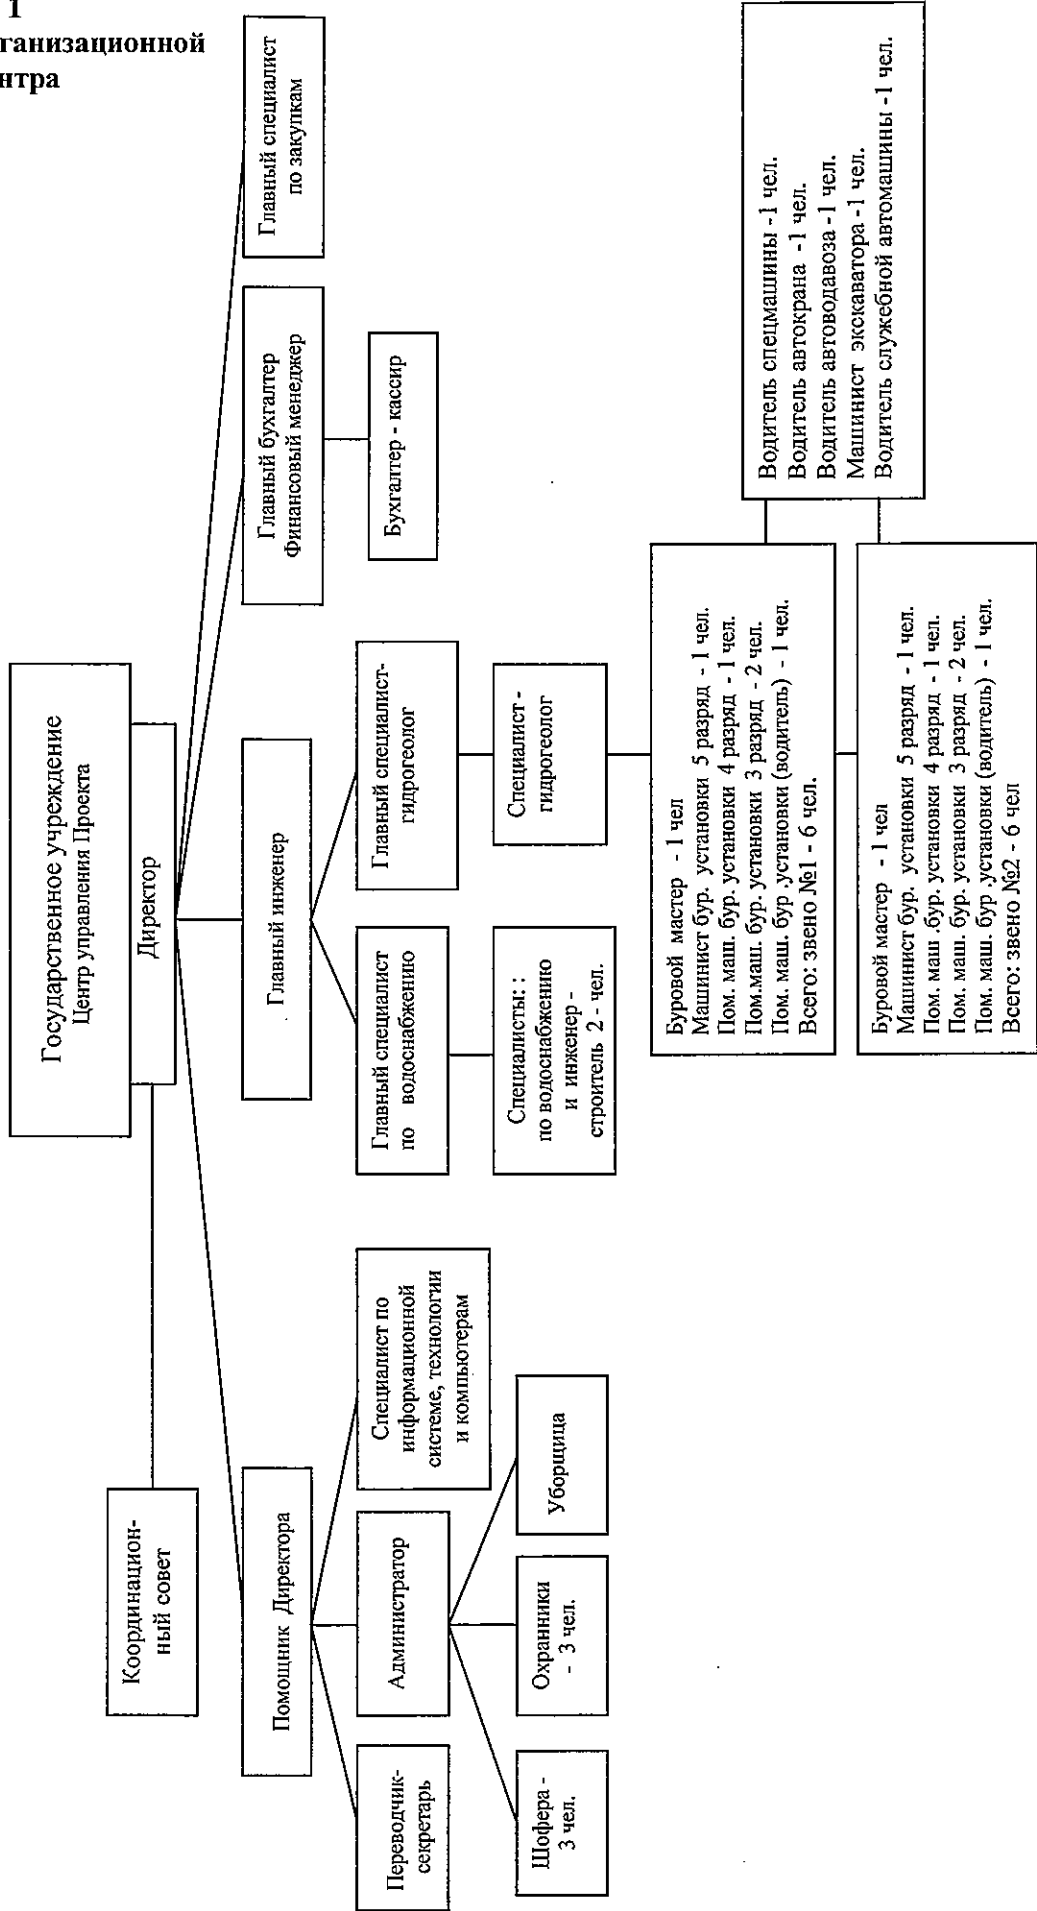 1
ганизационной
нтра
Государственное учреждение
Центр управления Проекта
Директор
Координацион-
ный совет
Помощник Директора
Главный инженер
Главный бухгалтер
Финансовый менеджер
Главный специалист
по закупкам
Переводчик-
секретарь
Администратор
Специалист по
информационной
системе, технологии
и компьютерам
Главный специалист
по водоснабжению
Главный специалист-
гидрогеолог
Бухгалтер - кассир
Шофера -
3 чел.
Охранники
- 3 чел.
Уборщица
Специалисты: :
по водоснабжению
и инженер -
строитель 2 - чел.
Специалист -
гидрогеолог
Буровой мастер - 1 чел
Машинист бур. установки 5 разряд - 1 чел.
Пом. маш. бур. установки 4 разряд - 1 чел.
Пом.маш. бур. установки 3 разряд - 2 чел.
Пом. маш. бур .установки (водитель) - 1 чел.
Всего: звено №1 - 6 чел.
Водитель спецмашины -1 чел.
Водитель автокрана -1 чел.
Водитель автоводавоза -1 чел.
Машинист экскаватора -1 чел.
Водитель служебной автомашины -1 чел.
Буровой мастер - 1 чел
Машинист бур. установки 5 разряд - 1 чел.
Пом. маш .бур. установки 4 разряд - 1 чел.
Пом. маш. бур. установки 3 разряд - 2 чел.
Пом. маш. бур .установки (водитель) - 1 чел.
Всего: звено №2 - 6 чел